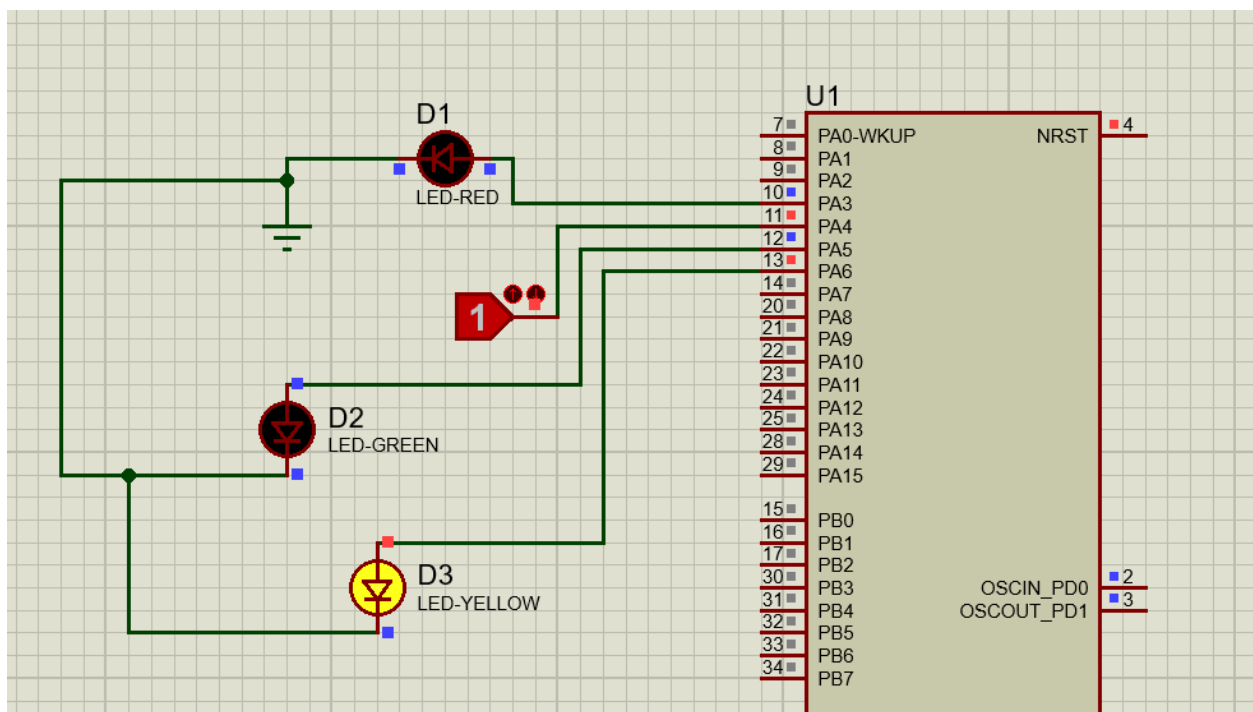 U1
D1
LED-RED
7
PA0-WKUP
NRST
4
8
PA1
9
PA2
10
PA3
11
PA4
12
PA5
13
PA6
14
PA7
20
PA8
21
PA9
22
PA10
23
PA11
24
PA12
25
PA13
28
PA14
29
PA15
1
D2
LED-GREEN
15
PB0
16
PB1
17
PB2
30
PB3
31
PB4
32
PB5
33
PB6
34
PB7
D3
LED-YELLOW
OSCIN_PD0
2
OSCOUT_PD1
3